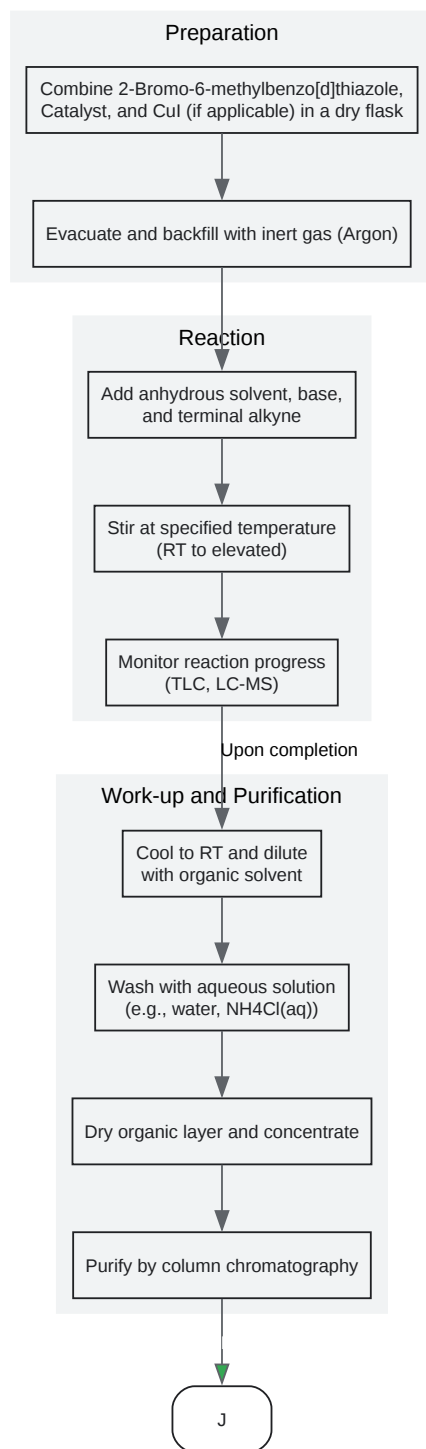 Preparation
Combine 2-Bromo-6-methylbenzo[d]thiazole,
Catalyst, and CuI (if applicable) in a dry flask
Evacuate and backfill with inert gas (Argon)
Reaction
Add anhydrous solvent, base,
and terminal alkyne
Stir at specified temperature
(RT to elevated)
Monitor reaction progress
(TLC, LC-MS)
Upon completion
Work-up and Purification
Cool to RT and dilute
with organic solvent
Wash with aqueous solution
(e.g., water, NH4Cl(aq))
Dry organic layer and concentrate
Purify by column chromatography
J